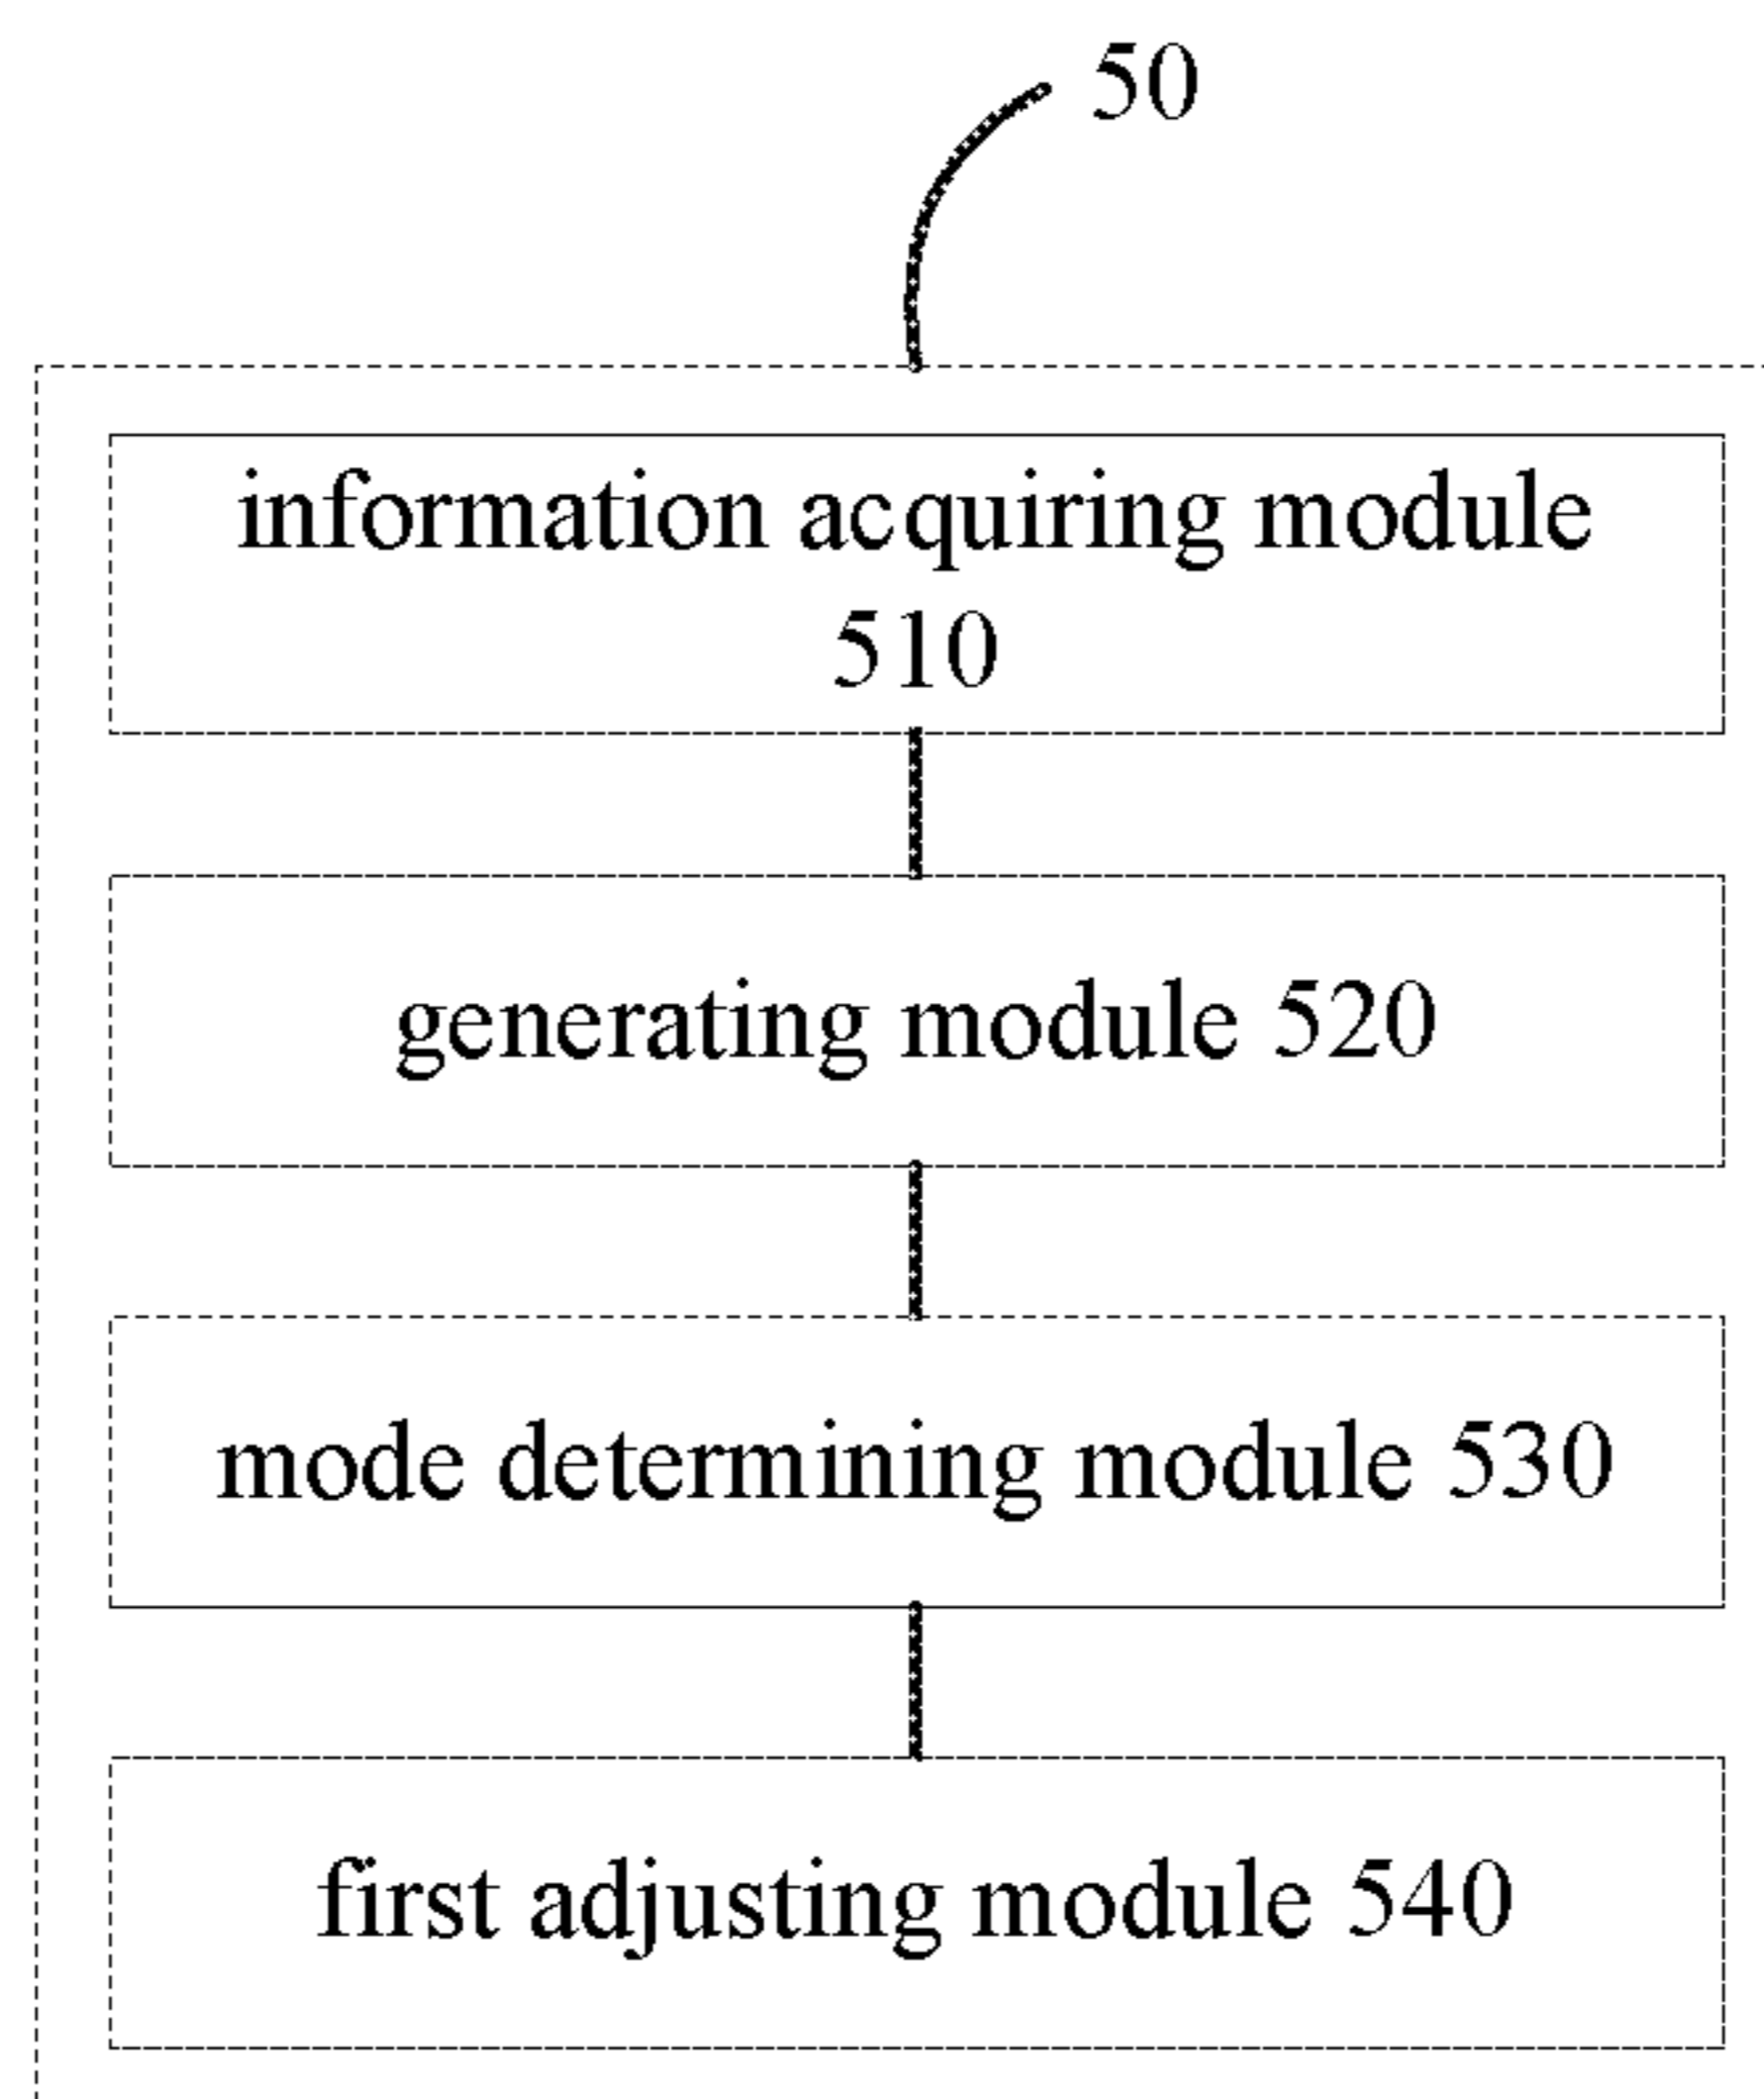 50
information acquiring module
510
generating module 520
mode determining module 530
first adjusting module 540